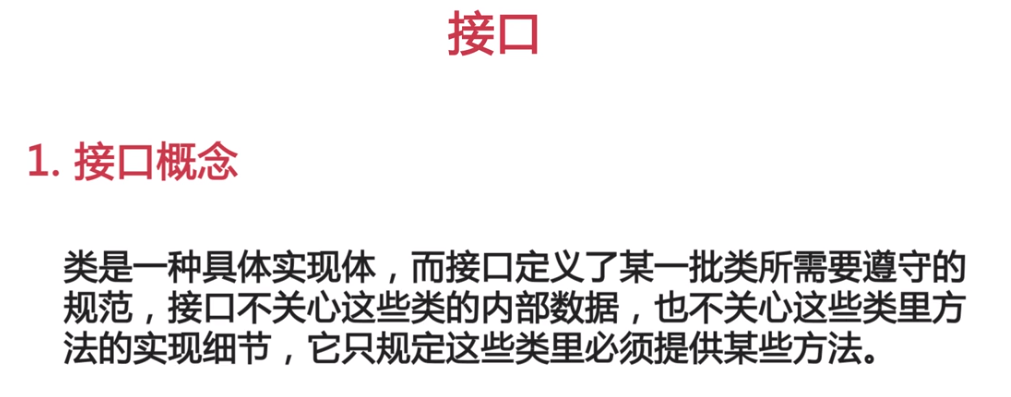 接口
1. 接口概念
类是一种具体实现体，而接口定义了某一批类所需要遵守的
规范，接口不关心这些类的内部数据，也不关心这些类里方
法的实现细节，它只规定这些类里必须提供某些方法。